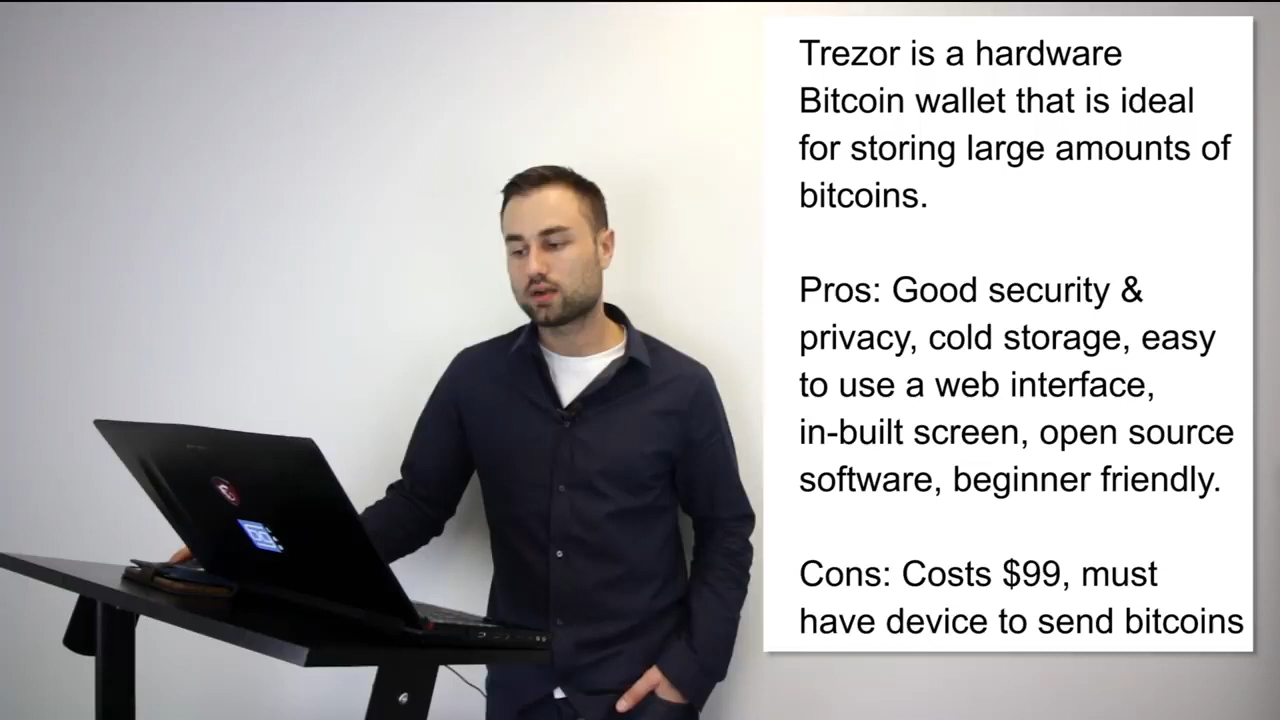 Trezor is a hardware
Bitcoin wallet that is ideal
for storing large amounts of
bitcoins.
Pros: Good security &
privacy, cold storage, easy
to use a web interface,
in-built screen, open source
software, beginner friendly.
Cons: Costs $99, must
have device to send bitcoins